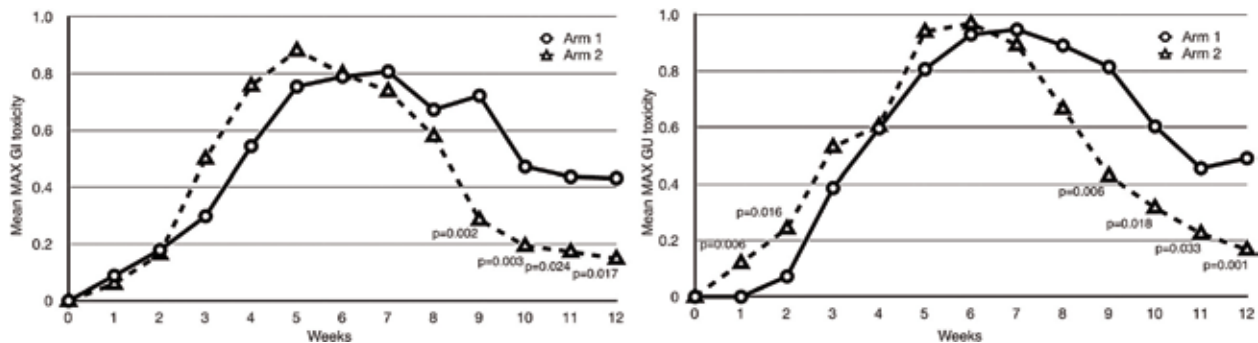 Mean MAX GI toxicity
1.0
0.8
0.6
0.4
0.2
0
Arm 1
Arm 2
p=0.002
p=0.003
p=0.024
p=0.017
0 1 2 3 4 5 6 7 8 9 10 11 12
Weeks
Mean MAX GU toxicity
1.0
0.8
0.6
0.4
0.2
0
Arm 1
Arm 2
p=0.006
p=0.016
p=0.006
p=0.018
p=0.033
p=0.001
0 1 2 3 4 5 6 7 8 9 10 11 12
Weeks